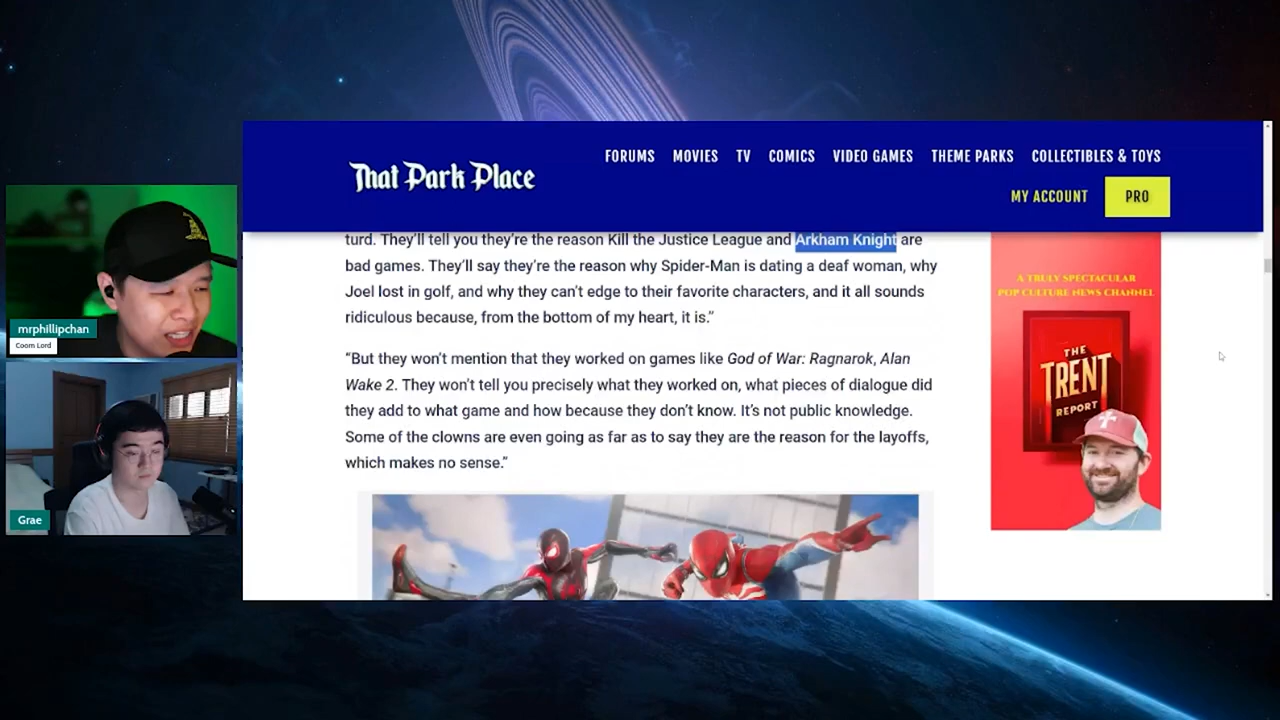 That Park Place
FORUMS MOVIES TV COMICS VIDEO GAMES THEME PARKS COLLECTIBLES & TOYS
MY ACCOUNT PRO
turd. They’ll tell you they’re the reason Kill the Justice League and Arkham Knight are
bad games. They’ll say they’re the reason why Spider-Man is dating a deaf woman, why
Joel lost in golf, and why they can’t edge to their favorite characters, and it all sounds
ridiculous because, from the bottom of my heart, it is.”
“But they won’t mention that they worked on games like God of War: Ragnarok, Alan
Wake 2. They won’t tell you precisely what they worked on, what pieces of dialogue did
they add to what game and how because they don’t know. It’s not public knowledge.
Some of the clowns are even going as far as to say they are the reason for the layoffs,
which makes no sense.”
A TRULY SPECTACULAR
POP CULTURE NEWS CHANNEL
THE
TRENT
REPORT
mrphillipchan
Coom Lord
Grae